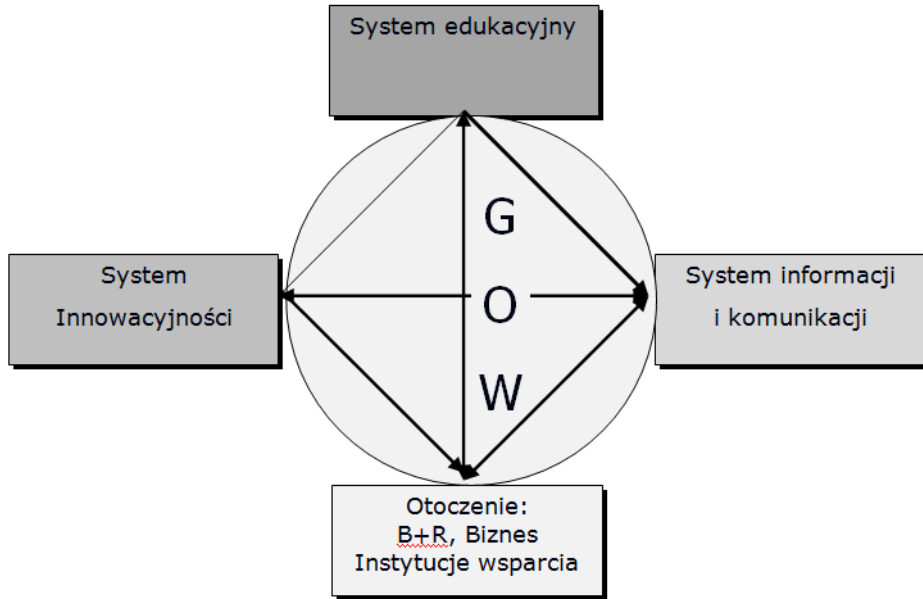 System edukacyjny
G
System
Innowacyjności
O
System informacji
i komunikacji
W
Otoczenie:
B+R, Biznes
Instytucje wsparcia